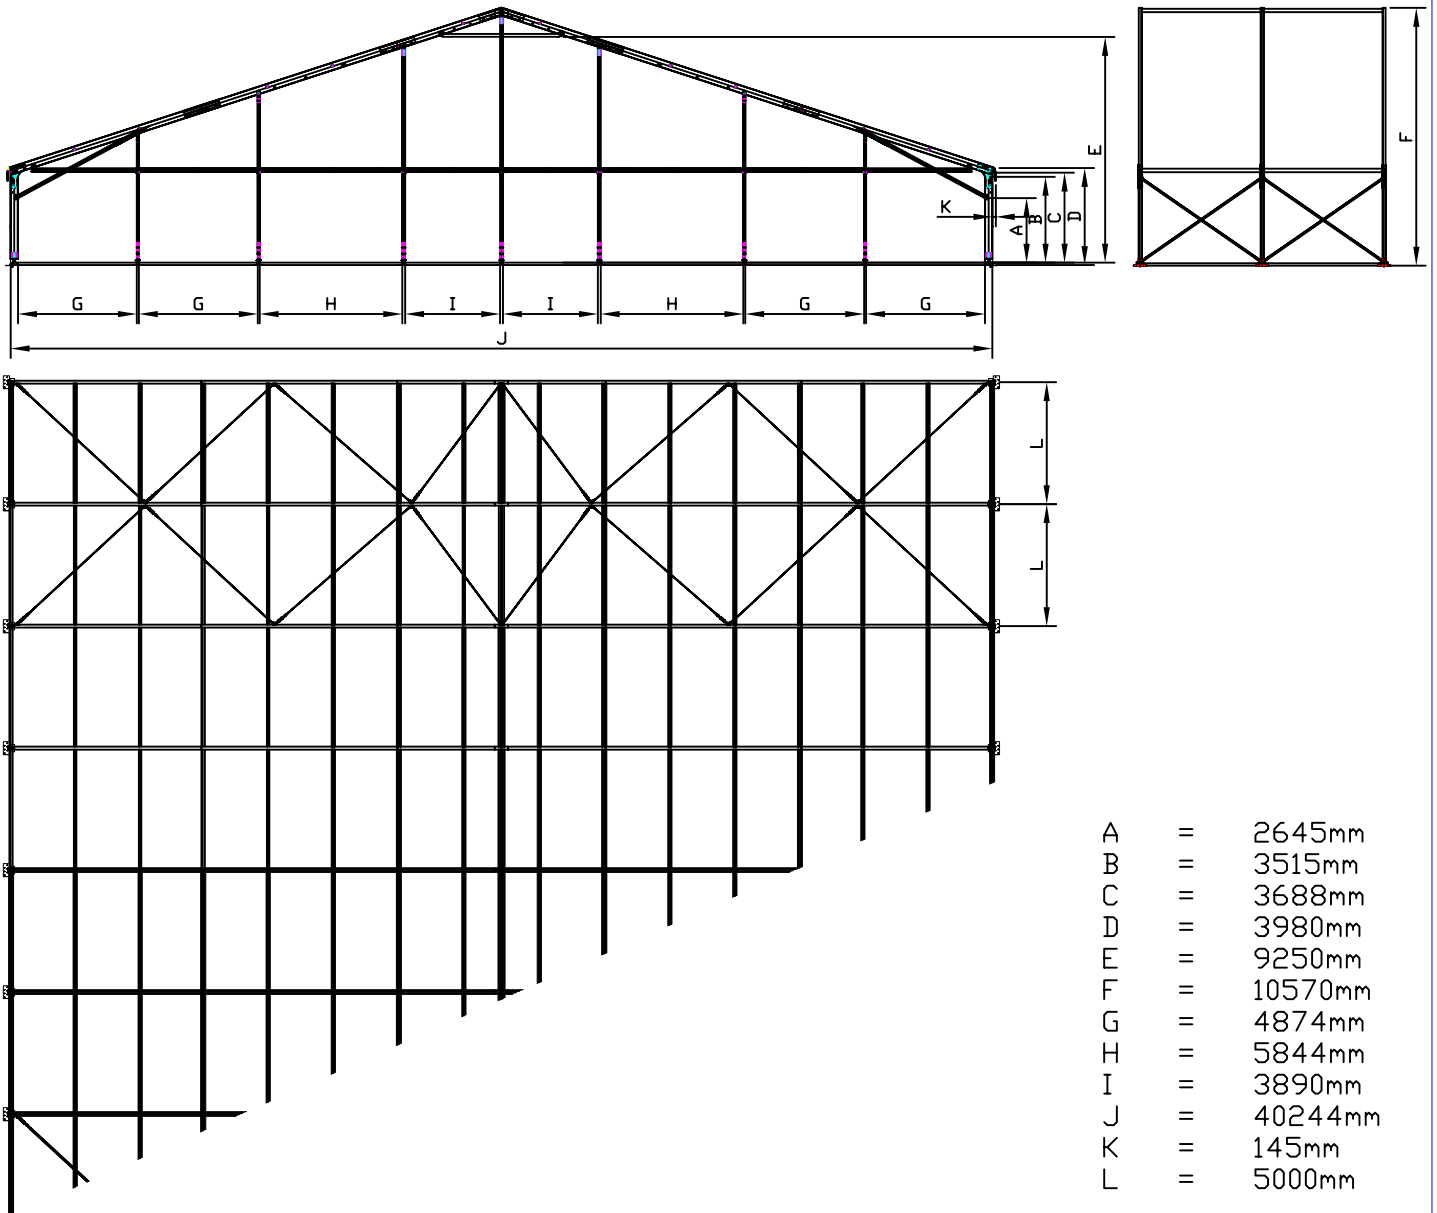 E
F
K
A
B
C
D
G
G
H
I
I
H
G
G
J
L
L
A = 2645mm
B = 3515mm
C = 3688mm
D = 3980mm
E = 9250mm
F = 10570mm
G = 4874mm
H = 5844mm
I = 3890mm
J = 40244mm
K = 145mm
L = 5000mm